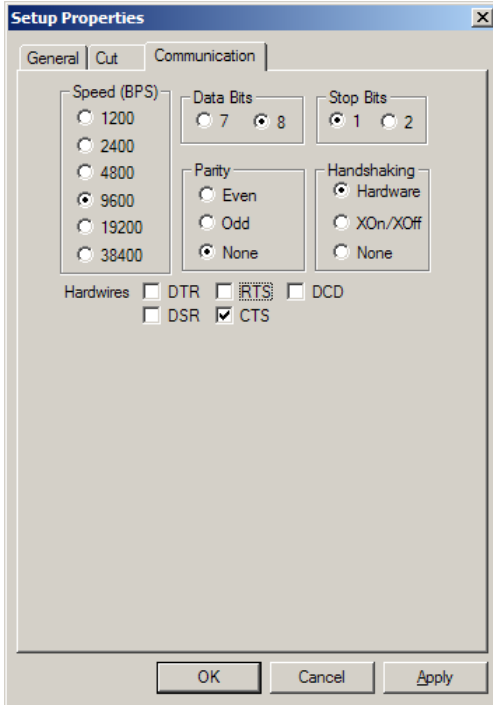 Setup Properties
General Cut Communication
Speed (BPS)
1200
2400
4800
9600
19200
38400
Data Bits
7 8
Stop Bits
1 2
Parity
Even
Odd
None
Handshaking
Hardware
XOn/XOff
None
Hardwires DTR RTS DCD
DSR CTS
OK Cancel Apply